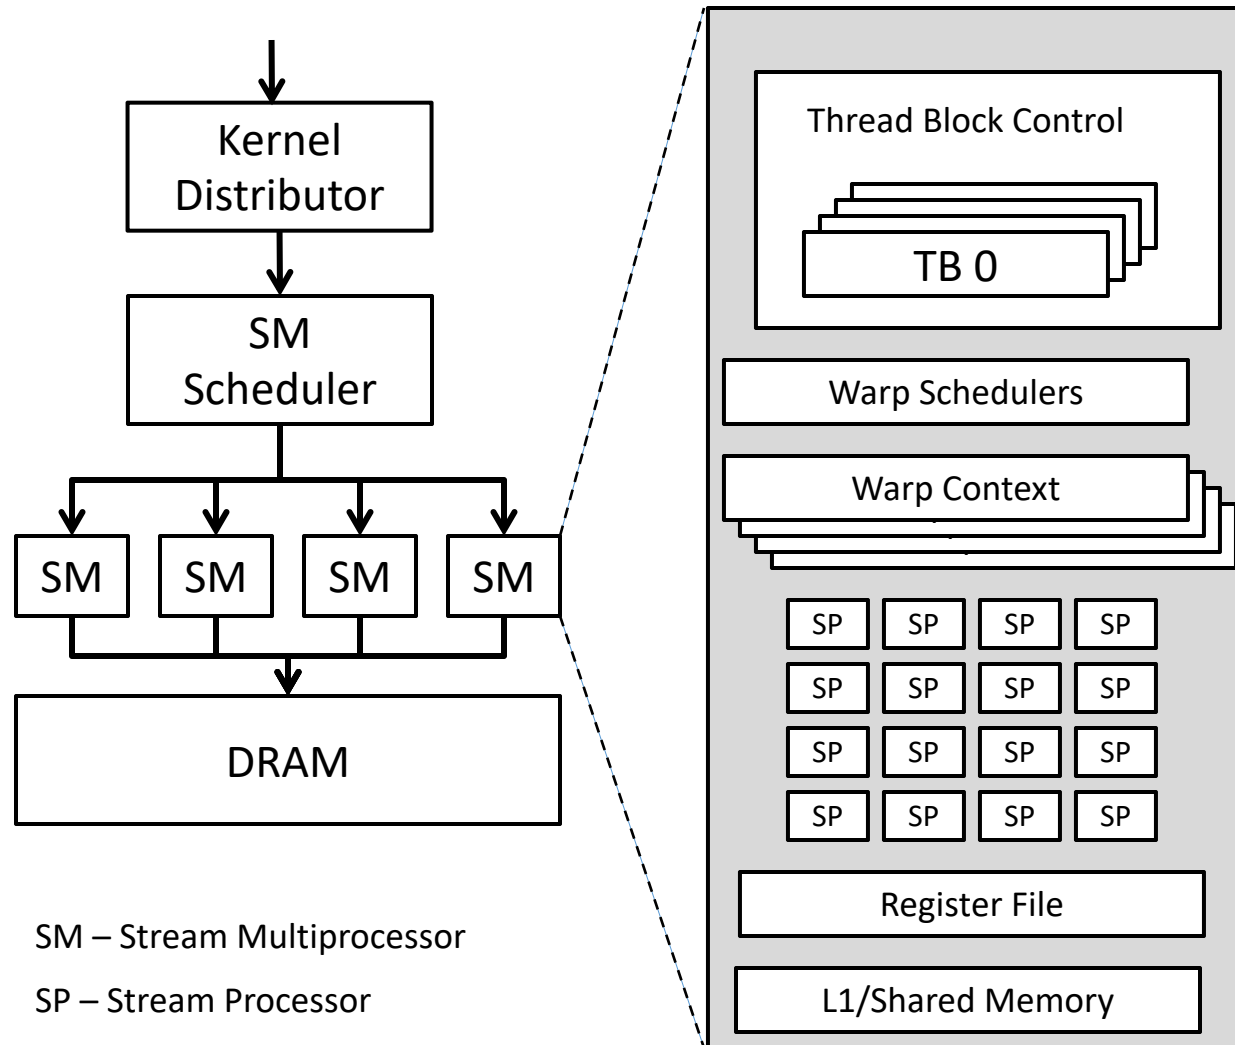 Kernel
Distributor
SM
Scheduler
SM SM SM SM
DRAM
SM – Stream Multiprocessor
SP – Stream Processor
Thread Block Control
TB 0
Warp Schedulers
Warp Context
SP SP SP SP
SP SP SP SP
SP SP SP SP
SP SP SP SP
Register File
L1/Shared Memory